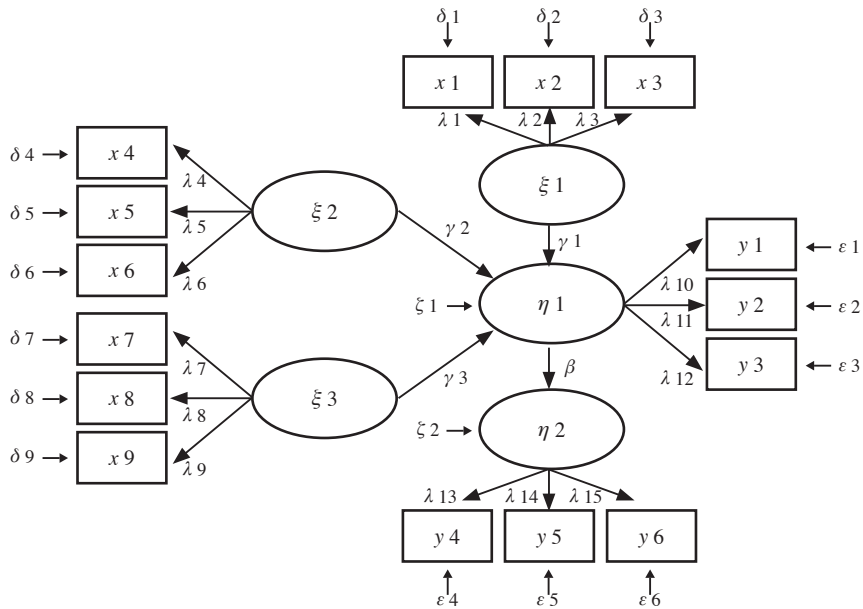 δ 1 δ 2 δ 3
x 1 x 2 x 3
λ 1 λ 2 λ 3
δ 4 x 4
λ 4
ξ 2
ξ 1
δ 5 x 5
λ 5
γ 2 γ 1
δ 6 x 6
λ 6
y 1 ε 1
λ 10
ζ 1 η 1
y 2 ε 2
λ 11
δ 7 x 7
λ 7
γ 3
β
y 3 ε 3
λ 12
δ 8 x 8
λ 8
ξ 3
ζ 2 η 2
δ 9 x 9
λ 9
λ 13 λ 14 λ 15
y 4 y 5 y 6
ε 4 ε 5 ε 6